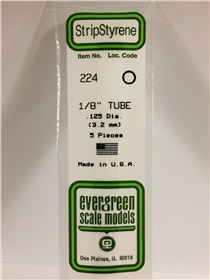 StripStyrene
Item No. Loc. Code
224
1/8" TUBE
.125 Dia.
(3.2 mm)
5 Pieces
Made in U.S.A.
evergreen
scale models
Des Plaines, IL 60018